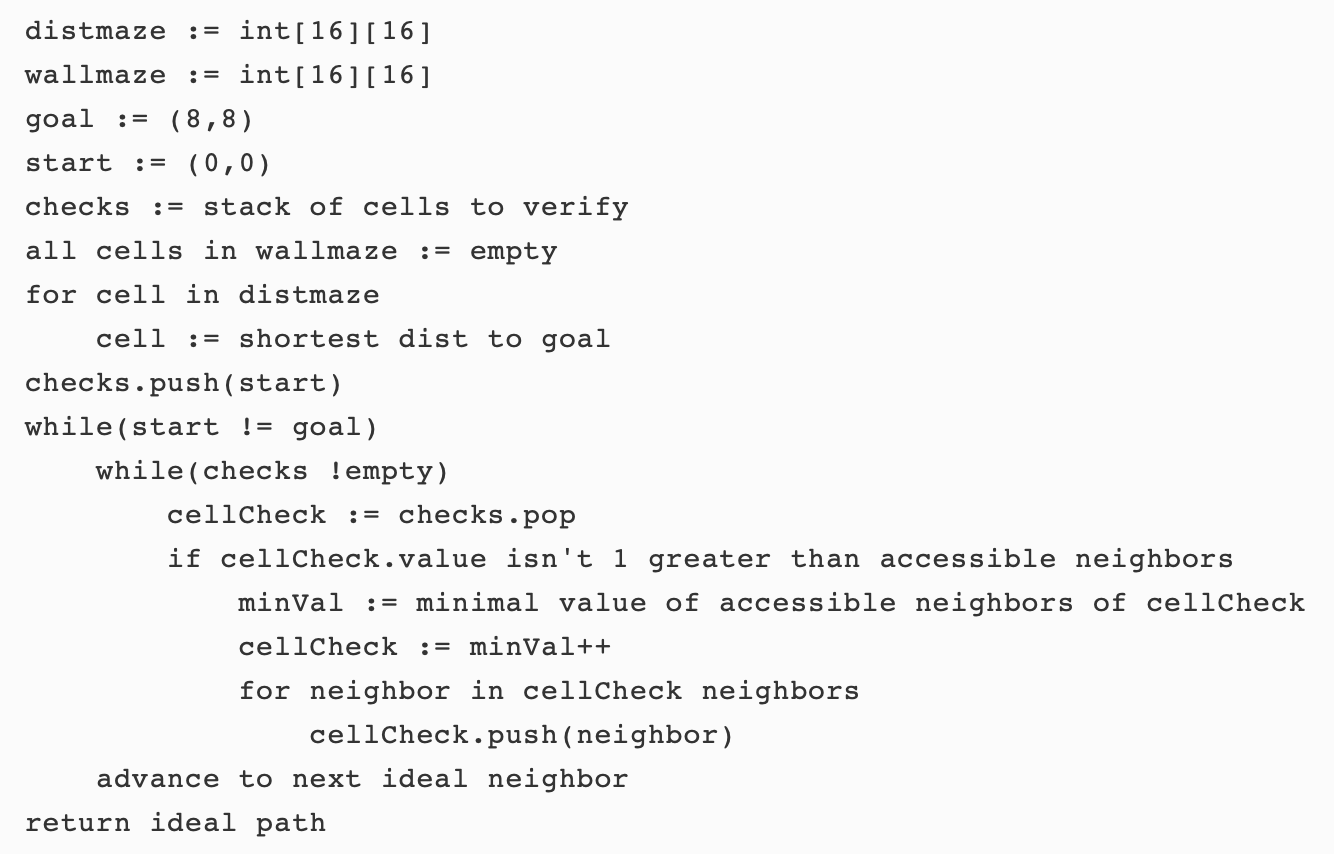 distmaze := int[16][16]
wallmaze := int[16][16]
goal := (8,8)
start := (0,0)
checks := stack of cells to verify
all cells in wallmaze := empty
for cell in distmaze
    cell := shortest dist to goal
checks.push(start)
while(start != goal)
    while(checks !empty)
        cellCheck := checks.pop
        if cellCheck.value isn't 1 greater than accessible neighbors
            minVal := minimal value of accessible neighbors of cellCheck
            cellCheck := minVal++
            for neighbor in cellCheck neighbors
                cellCheck.push(neighbor)
    advance to next ideal neighbor
return ideal path